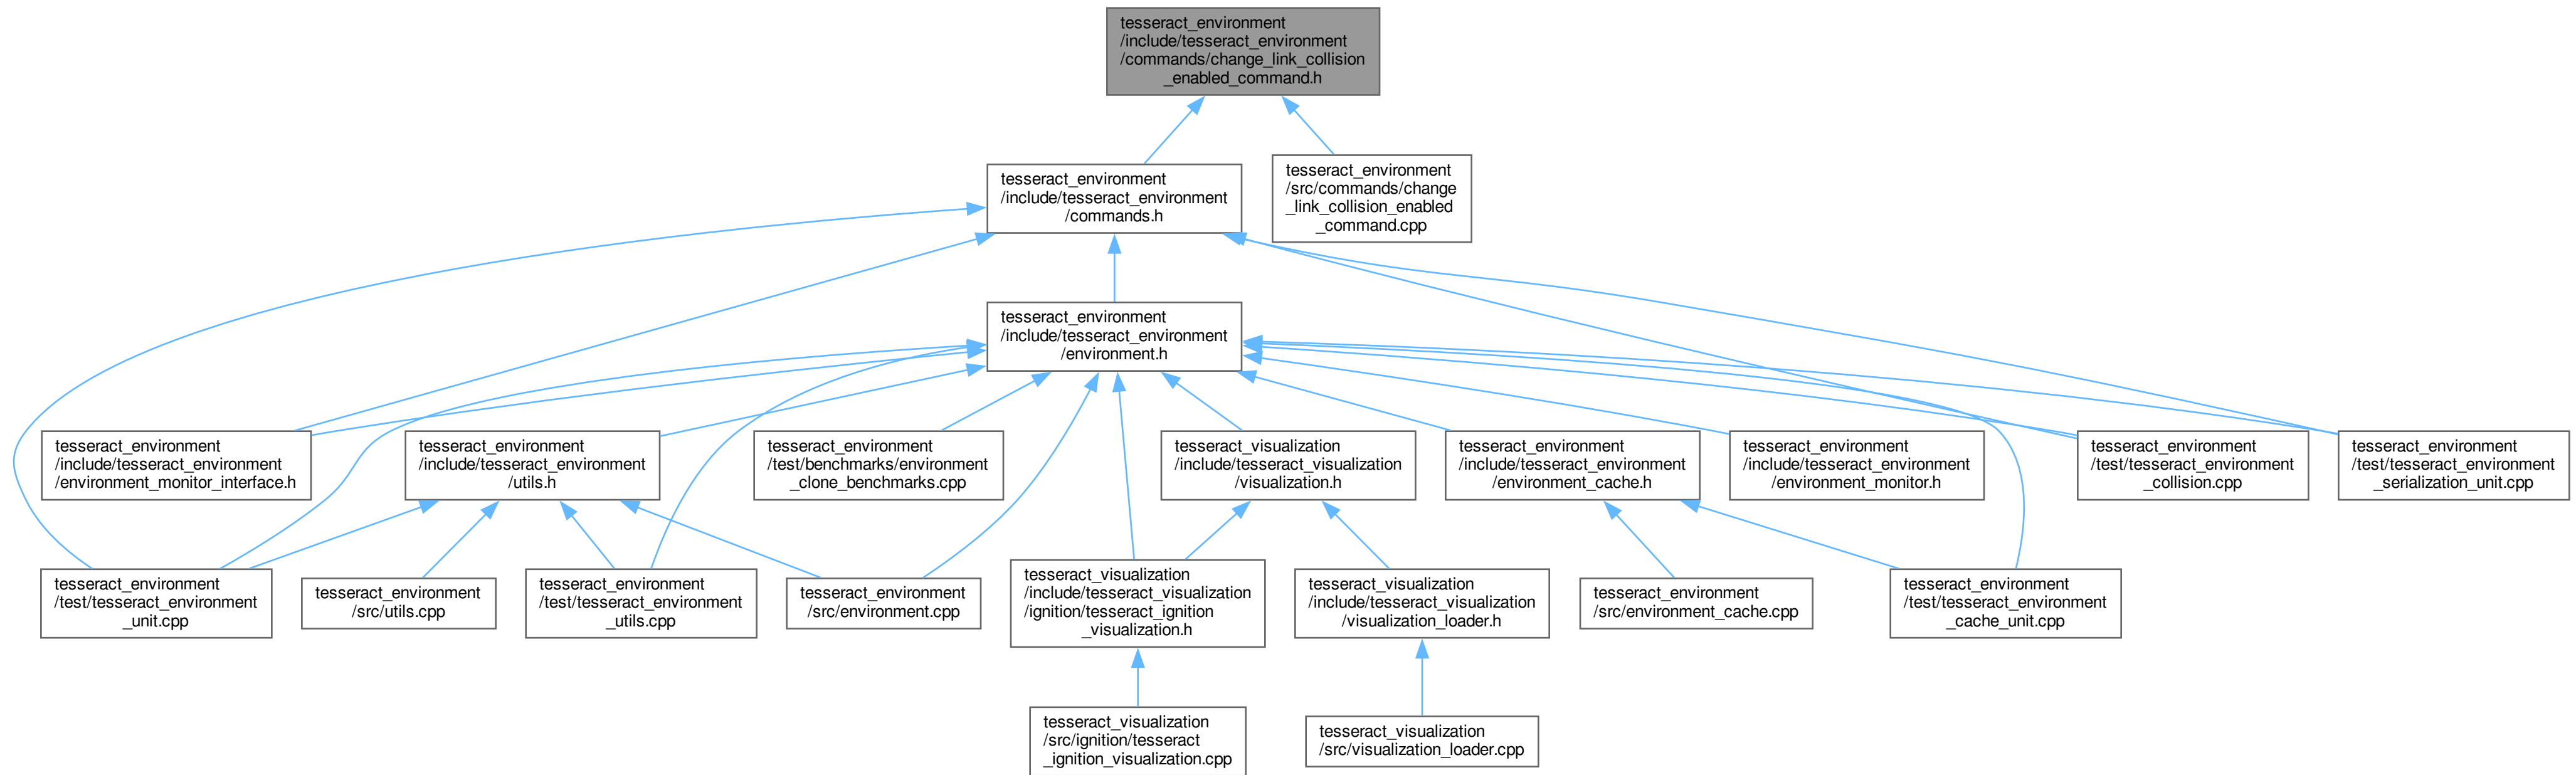 tesseract_environment
/include/tesseract_environment
/commands/change_link_collision
_enabled_command.h
tesseract_environment
/include/tesseract_environment
/commands.h
tesseract_environment
/src/commands/change
_link_collision_enabled
_command.cpp
tesseract_environment
/include/tesseract_environment
/environment.h
tesseract_environment
/include/tesseract_environment
/environment_monitor_interface.h
tesseract_environment
/include/tesseract_environment
/utils.h
tesseract_environment
/test/benchmarks/environment
_clone_benchmarks.cpp
tesseract_visualization
/include/tesseract_visualization
/visualization.h
tesseract_environment
/include/tesseract_environment
/environment_cache.h
tesseract_environment
/include/tesseract_environment
/environment_monitor.h
tesseract_environment
/test/tesseract_environment
_collision.cpp
tesseract_environment
/test/tesseract_environment
_serialization_unit.cpp
tesseract_environment
/test/tesseract_environment
_unit.cpp
tesseract_environment
/src/utils.cpp
tesseract_environment
/test/tesseract_environment
_utils.cpp
tesseract_environment
/src/environment.cpp
tesseract_visualization
/include/tesseract_visualization
/ignition/tesseract_ignition
_visualization.h
tesseract_visualization
/include/tesseract_visualization
/visualization_loader.h
tesseract_environment
/src/environment_cache.cpp
tesseract_environment
/test/tesseract_environment
_cache_unit.cpp
tesseract_visualization
/src/ignition/tesseract
_ignition_visualization.cpp
tesseract_visualization
/src/visualization_loader.cpp